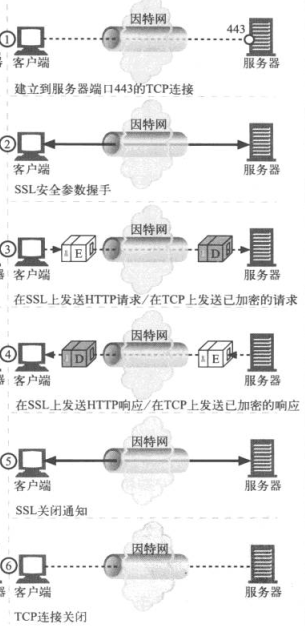 因特网
443
①
客户端
服务器
建立到服务器端口443的TCP连接
因特网
②
客户端
服务器
SSL安全参数握手
因特网
③
E
D
客户端
服务器
在SSL上发送HTTP请求/在TCP上发送已加密的请求
因特网
④
D
E
客户端
服务器
在SSL上发送HTTP响应/在TCP上发送已加密的响应
因特网
⑤
客户端
服务器
SSL关闭通知
因特网
⑥
客户端
服务器
TCP连接关闭